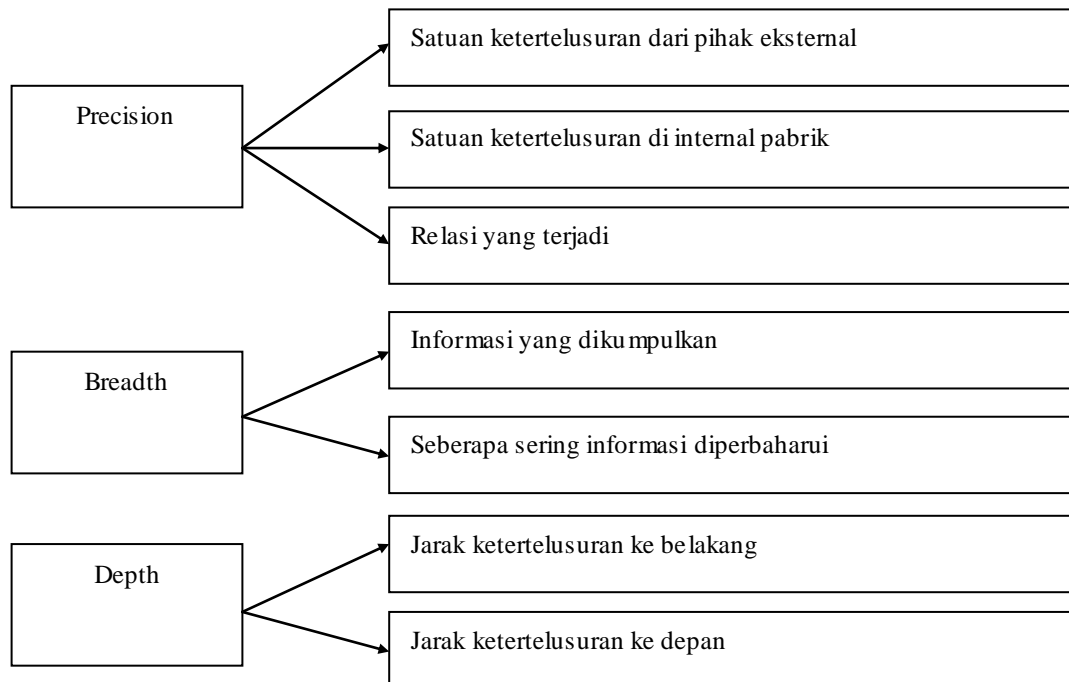 Precision
Satuan ketertelusuran dari pihak eksternal
Satuan ketertelusuran di internal pabrik
Relasi yang terjadi
Breadth
Informasi yang dikumpulkan
Seberapa sering informasi diperbaharui
Depth
Jarak ketertelusuran ke belakang
Jarak ketertelusuran ke depan